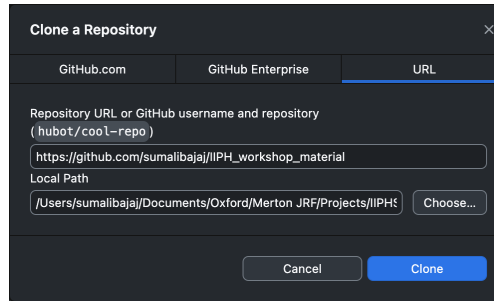 Clone a Repository
GitHub.com
GitHub Enterprise
URL
Repository URL or GitHub username and repository
(hubot/cool-repo)
https://github.com/sumalibajaj/IIPH_workshop_material
Local Path
/Users/sumalibajaj/Documents/Oxford/Merton JRF/Projects/IIPHS
Choose...
Cancel
Clone